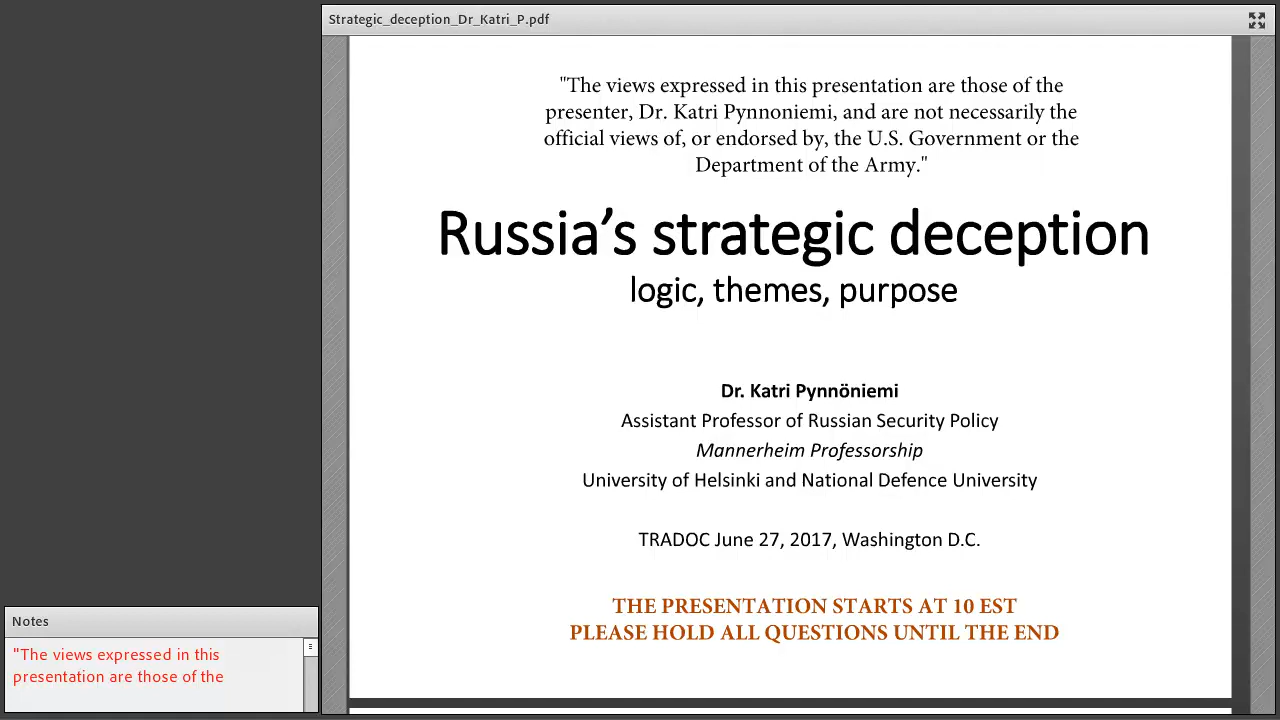 Strategic_deception_Dr_Katri_P.pdf
"The views expressed in this presentation are those of the
presenter, Dr. Katri Pynnoniemi, and are not necessarily the
official views of, or endorsed by, the U.S. Government or the
Department of the Army."
Russia’s strategic deception
logic, themes, purpose
Dr. Katri Pynnöniemi
Assistant Professor of Russian Security Policy
Mannerheim Professorship
University of Helsinki and National Defence University
TRADOC June 27, 2017, Washington D.C.
THE PRESENTATION STARTS AT 10 EST
PLEASE HOLD ALL QUESTIONS UNTIL THE END
Notes
"The views expressed in this
presentation are those of the